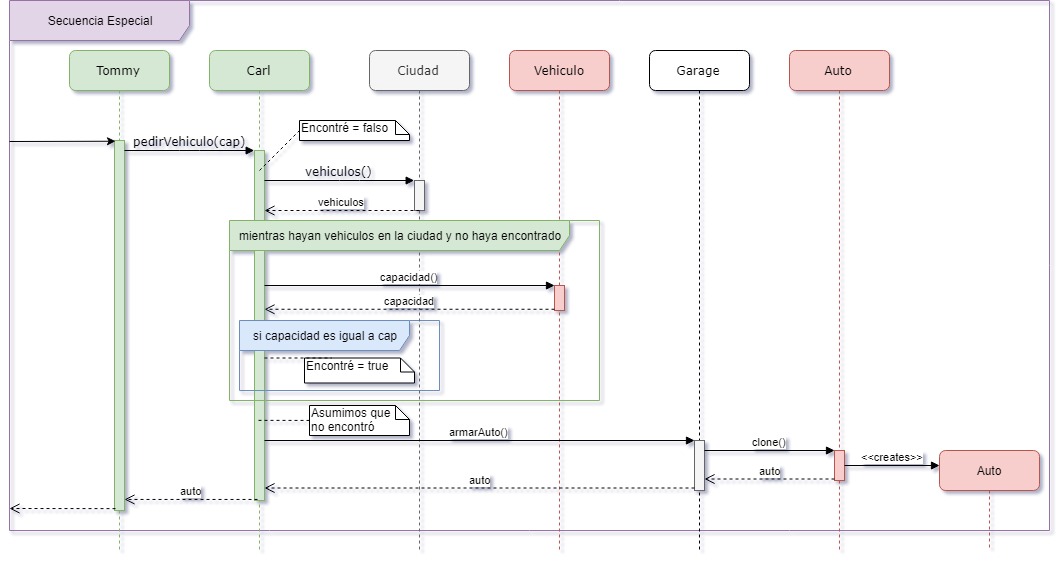 Secuencia Especial
Tommy
Carl
Ciudad
Vehiculo
Garage
Auto
Encontré = falso
pedirVehiculo(cap)
vehiculos()
vehiculos
mientras hayan vehiculos en la ciudad y no haya encontrado
capacidad()
capacidad
si capacidad es igual a cap
Encontré = true
Asumimos que
no encontró
armarAuto()
clone()
<<creates>>
Auto
auto
auto
auto